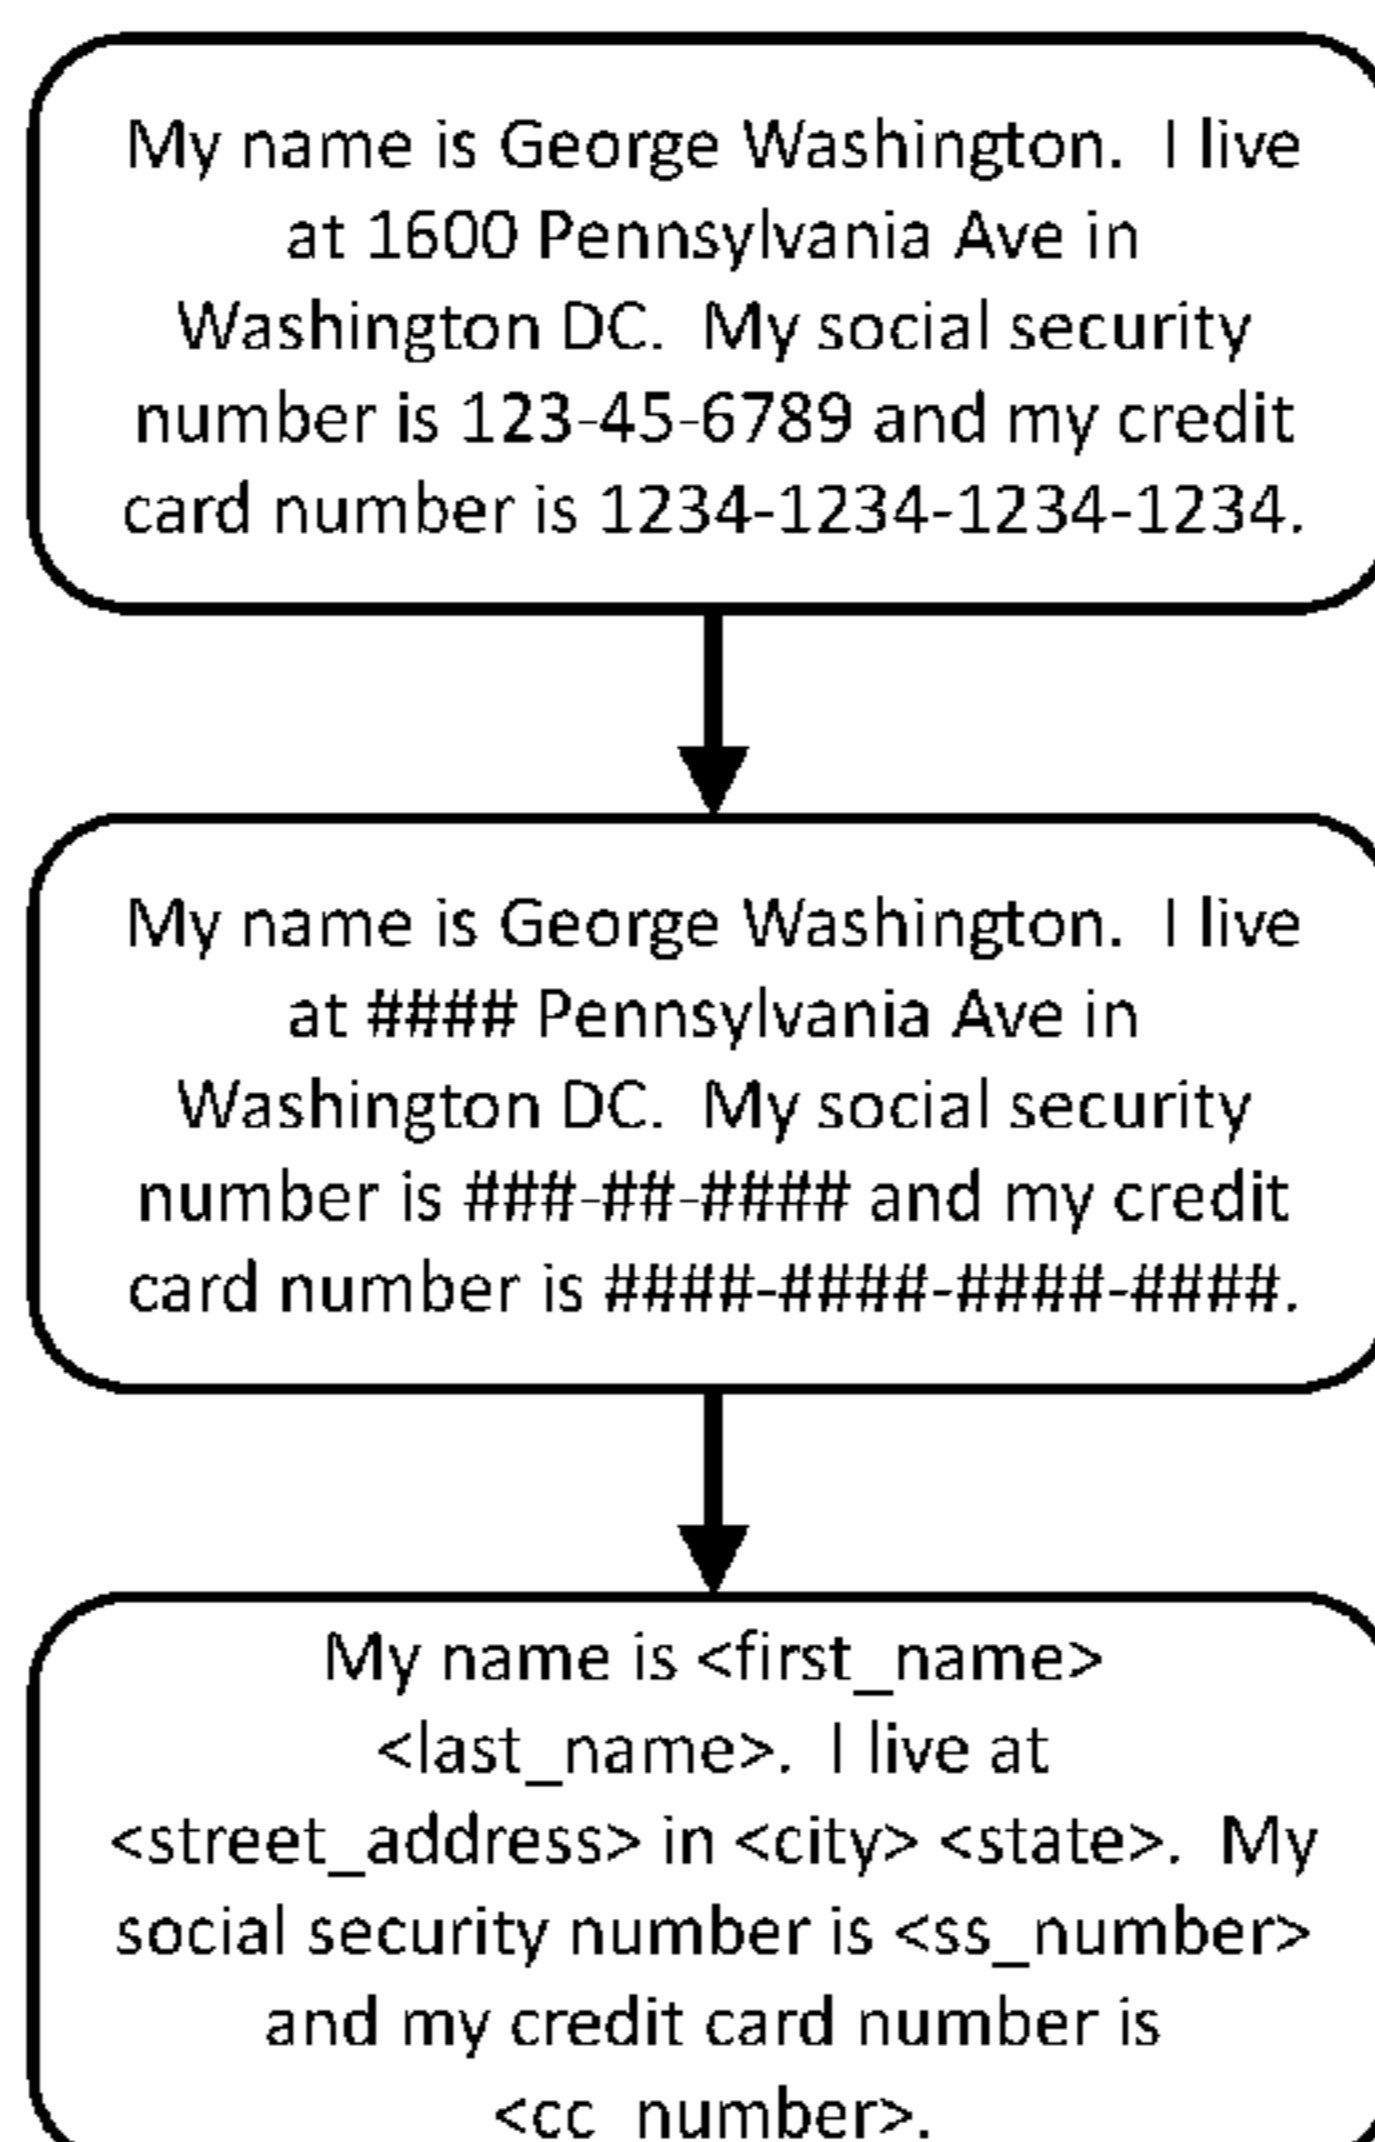 My name is George Washington.  I live
at 1600 Pennsylvania Ave in
Washington DC.  My social security
number is 123-45-6789 and my credit
card number is 1234-1234-1234-1234.
My name is George Washington.  I live
at #### Pennsylvania Ave in
Washington DC.  My social security
number is ###-##-#### and my credit
card number is ####-####-####-####.
My name is <first_name>
<last_name>.  I live at
<street_address> in <city> <state>.  My
social security number is <ss_number>
and my credit card number is
<cc_number>.